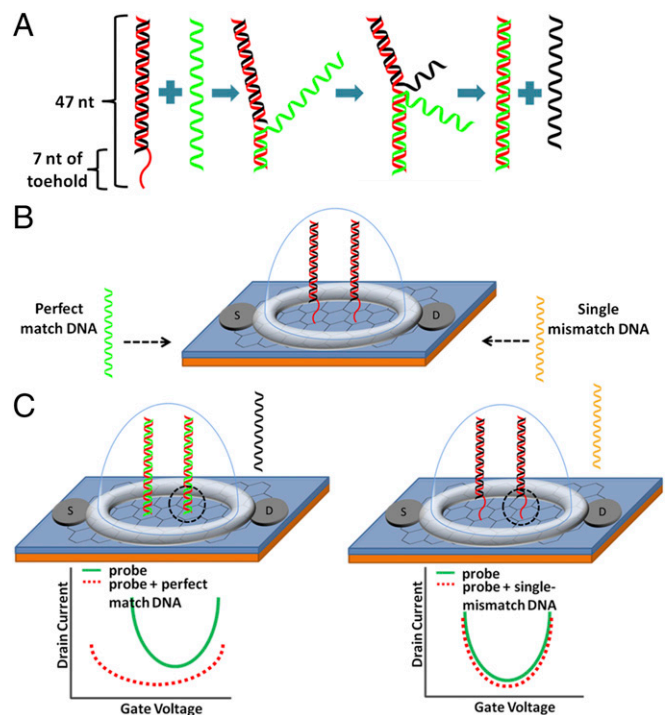 A
47 nt
7 nt of
toehold
B
Perfect
match DNA
S
D
Single
mismatch DNA
C
S
D
S
D
probe
probe + perfect
match DNA
Drain Current
Gate Voltage
probe
probe + single-
mismatch DNA
Drain Current
Gate Voltage